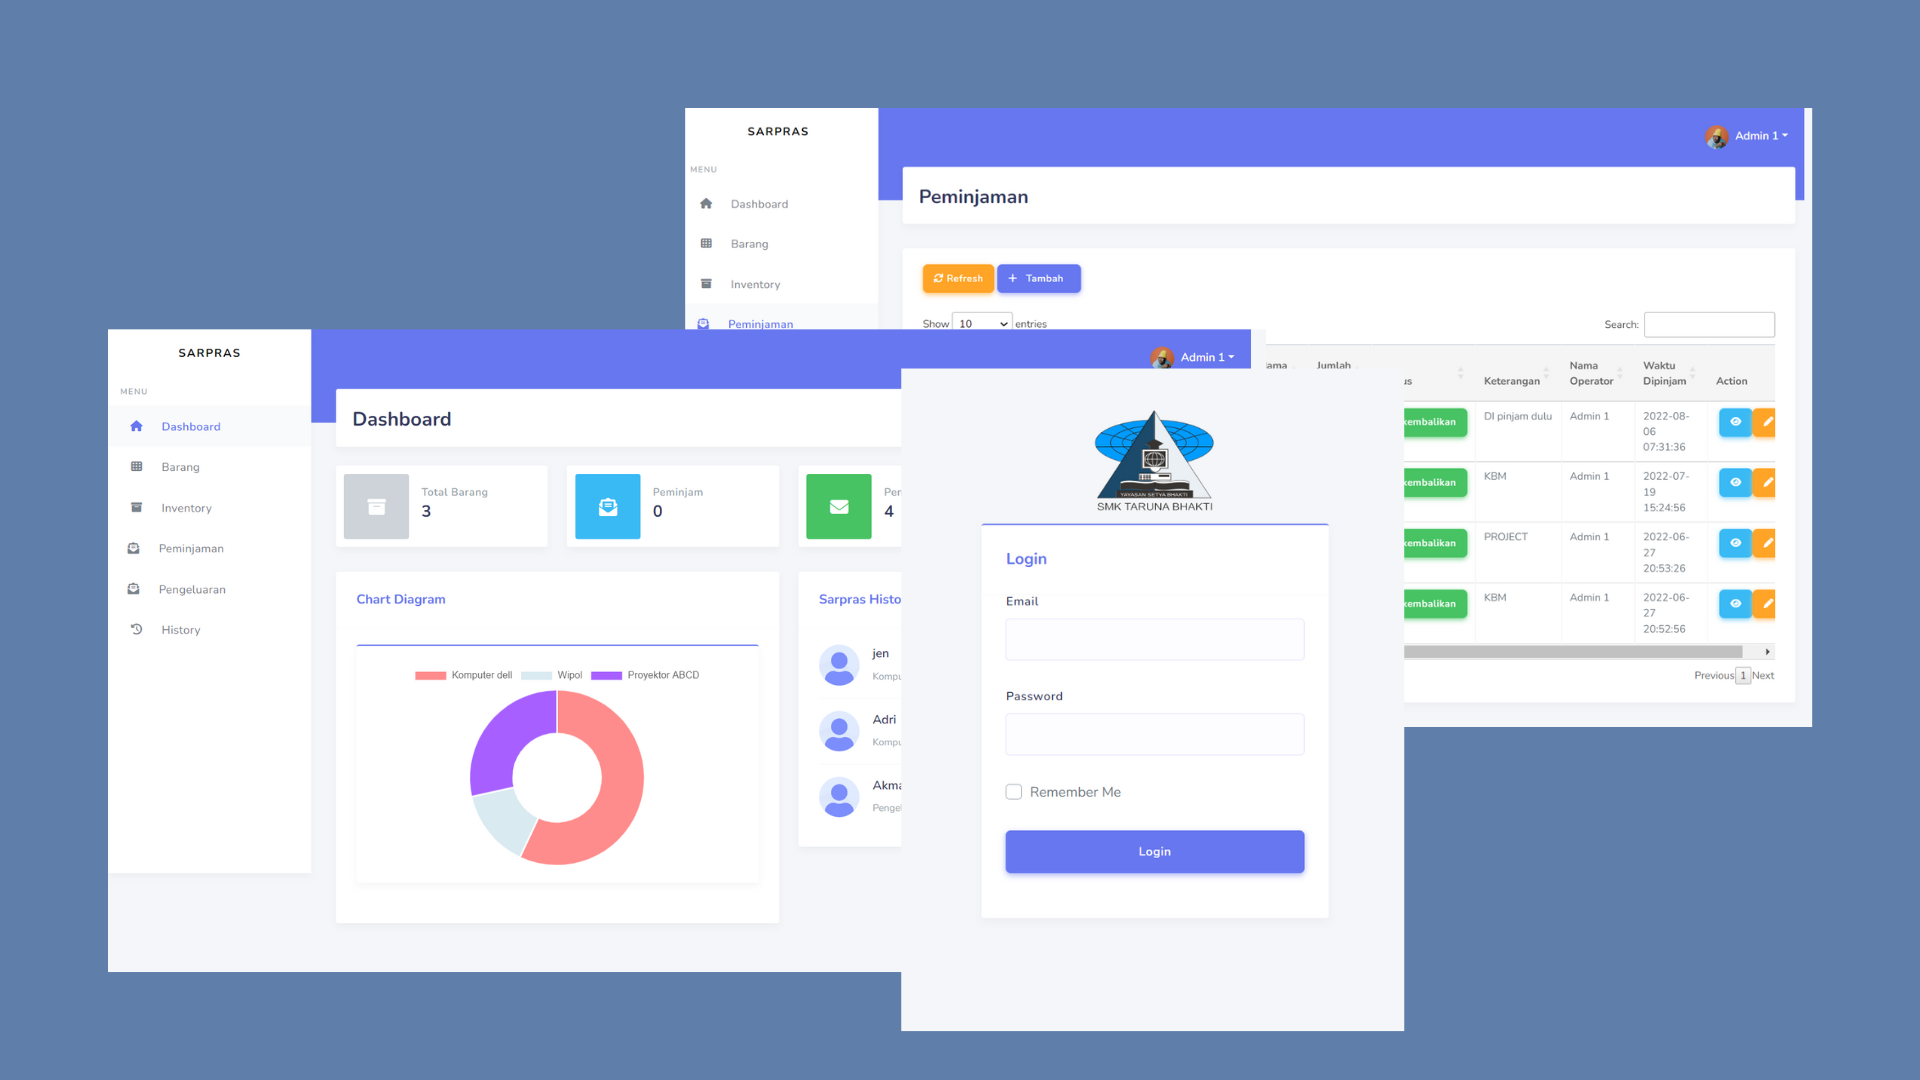 SARPRAS
Admin 1
MENU
Peminjaman
Dashboard
Barang
Inventory
Peminjaman
Refresh
+ Tambah
Show 10 entries
Search:
Jumlah
Keterangan
Nama Operator
Waktu Dipinjam
Action
kembalikan
DI pinjam dulu
Admin 1
2022-08-06 07:31:36
kembalikan
KBM
Admin 1
2022-07-19 15:24:56
kembalikan
PROJECT
Admin 1
2022-06-27 20:53:26
kembalikan
KBM
Admin 1
2022-06-27 20:52:56
Previous 1 Next
SARPRAS
Admin 1
MENU
Dashboard
Barang
Inventory
Peminjaman
Pengeluaran
History
Dashboard
Total Barang
3
Peminjam
0
4
Chart Diagram
Komputer dell
Wipol
Proyektor ABCD
Sarpras Histo
jen
Kompu
Adri
Kompu
Akma
Pengel
YAYASAN SETYA BHAKTI
SMK TARUNA BHAKTI
Login
Email
Password
Remember Me
Login